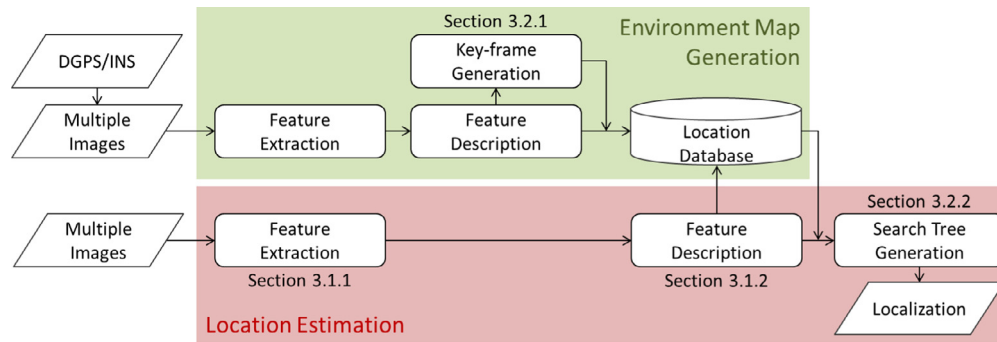 Section 3.2.1
Environment Map
Generation
DGPS/INS
Key-frame
Generation
Multiple
Images
Feature
Extraction
Feature
Description
Location
Database
Section 3.2.2
Multiple
Images
Feature
Extraction
Feature
Description
Search Tree
Generation
Section 3.1.1
Section 3.1.2
Localization
Location Estimation